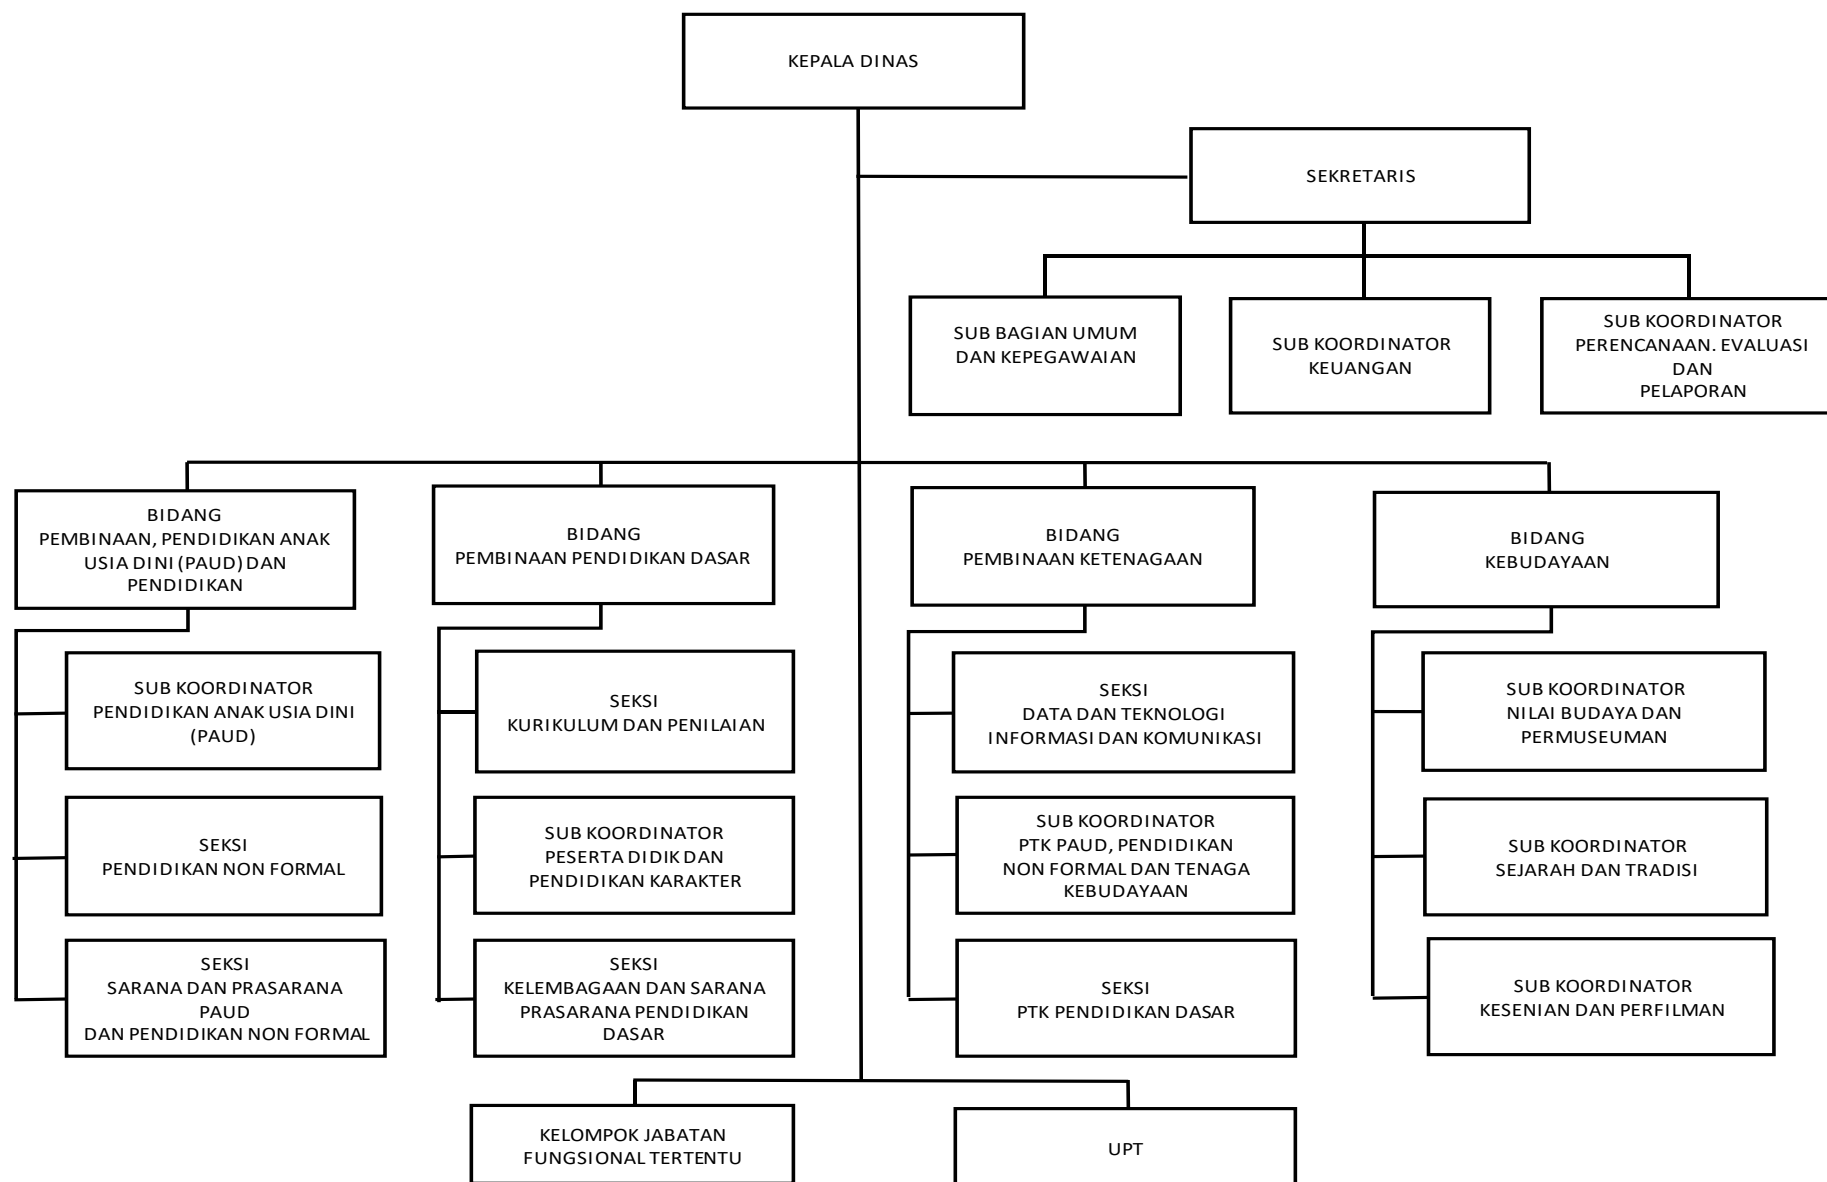 KEPALA DINAS
SEKRETARIS
SUB BAGIAN UMUM
DAN KEPEGAWAIAN
SUB KOORDINATOR
KEUANGAN
SUB KOORDINATOR
PERENCANAAN. EVALUASI
DAN
PELAPORAN
BIDANG
PEMBINAAN, PENDIDIKAN ANAK
USIA DINI (PAUD) DAN
PENDIDIKAN
BIDANG
PEMBINAAN PENDIDIKAN DASAR
BIDANG
PEMBINAAN KETENAGAAN
BIDANG
KEBUDAYAAN
SUB KOORDINATOR
PENDIDIKAN ANAK USIA DINI
(PAUD)
SEKSI
KURIKULUM DAN PENILAIAN
SEKSI
DATA DAN TEKNOLOGI
INFORMASI DAN KOMUNIKASI
SUB KOORDINATOR
NILAI BUDAYA DAN
PERMUSEUMAN
SEKSI
PENDIDIKAN NON FORMAL
SUB KOORDINATOR
PESERTA DIDIK DAN
PENDIDIKAN KARAKTER
SUB KOORDINATOR
PTK PAUD, PENDIDIKAN
NON FORMAL DAN TENAGA
KEBUDAYAAN
SUB KOORDINATOR
SEJARAH DAN TRADISI
SEKSI
SARANA DAN PRASARANA
PAUD
DAN PENDIDIKAN NON FORMAL
SEKSI
KELEMBAGAAN DAN SARANA
PRASARANA PENDIDIKAN
DASAR
SEKSI
PTK PENDIDIKAN DASAR
SUB KOORDINATOR
KESENIAN DAN PERFILMAN
KELOMPOK JABATAN
FUNGSIONAL TERTENTU
UPT